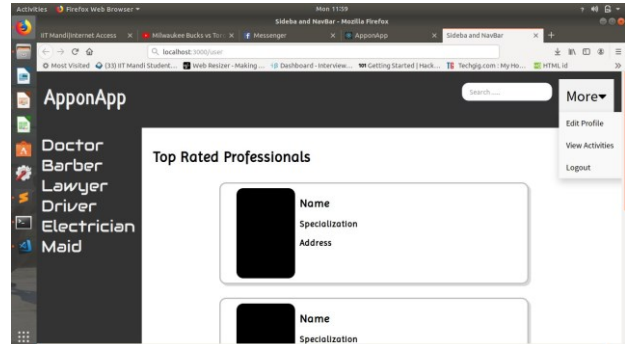 Activities Firefox Web Browser Mon 11:59
Sideba and NavBar - Mozilla Firefox
IIT Mandi|Internet Access Milwaukee Bucks vs Tor Messenger ApponApp Sideba and NavBar
localhost:3000/user
Most Visited (33) IIT Mandi Student... Web Resizer - Making ... Dashboard - Interview... Getting Started | Hack... Techgig.com : My Ho... HTML id
ApponApp
Search .....
More
Edit Profile
View Activities
Logout
Doctor
Barber
Lawyer
Driver
Electrician
Maid
Top Rated Professionals
Name
Specialization
Address
Name
Specialization